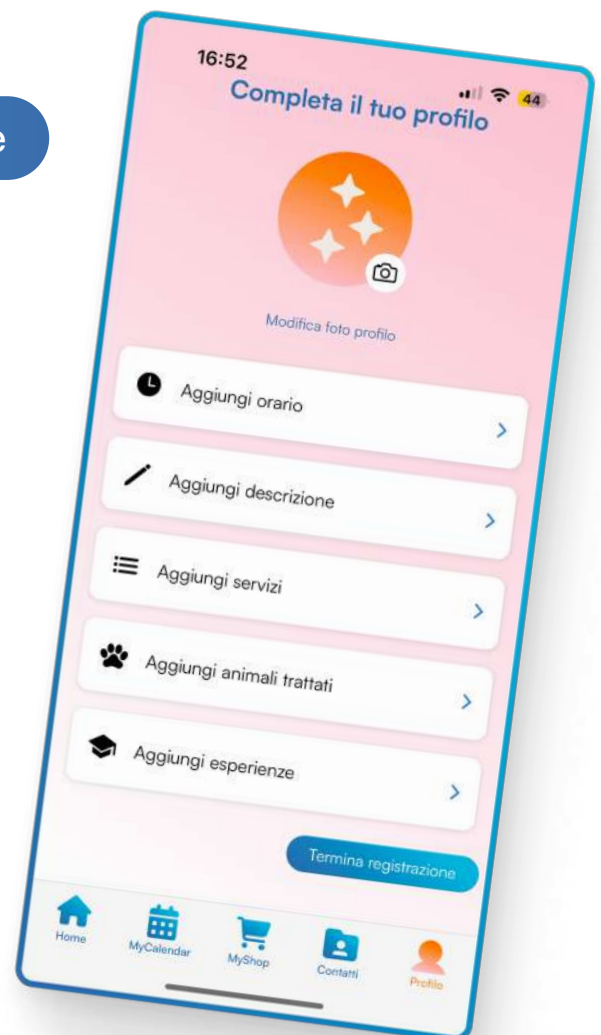 e
16:52
44
Completa il tuo profilo
Modifica foto profilo
Aggiungi orario
Aggiungi descrizione
Aggiungi servizi
Aggiungi animali trattati
Aggiungi esperienze
Termina registrazione
Home
MyCalendar
MyShop
Contatti
Profilo